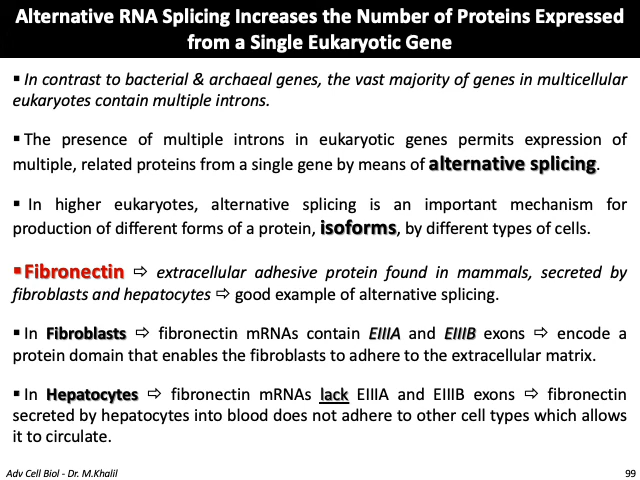 Alternative RNA Splicing Increases the Number of Proteins Expressed
from a Single Eukaryotic Gene
▪ In contrast to bacterial & archaeal genes, the vast majority of genes in multicellular
eukaryotes contain multiple introns.
▪ The presence of multiple introns in eukaryotic genes permits expression of
multiple, related proteins from a single gene by means of alternative splicing.
▪ In higher eukaryotes, alternative splicing is an important mechanism for
production of different forms of a protein, isoforms, by different types of cells.
▪ Fibronectin ⇨ extracellular adhesive protein found in mammals, secreted by
fibroblasts and hepatocytes ⇨ good example of alternative splicing.
▪ In Fibroblasts ⇨ fibronectin mRNAs contain EIIIA and EIIIB exons ⇨ encode a
protein domain that enables the fibroblasts to adhere to the extracellular matrix.
▪ In Hepatocytes ⇨ fibronectin mRNAs lack EIIIA and EIIIB exons ⇨ fibronectin
secreted by hepatocytes into blood does not adhere to other cell types which allows
it to circulate.
Adv Cell Biol - Dr. M.Khalil
99